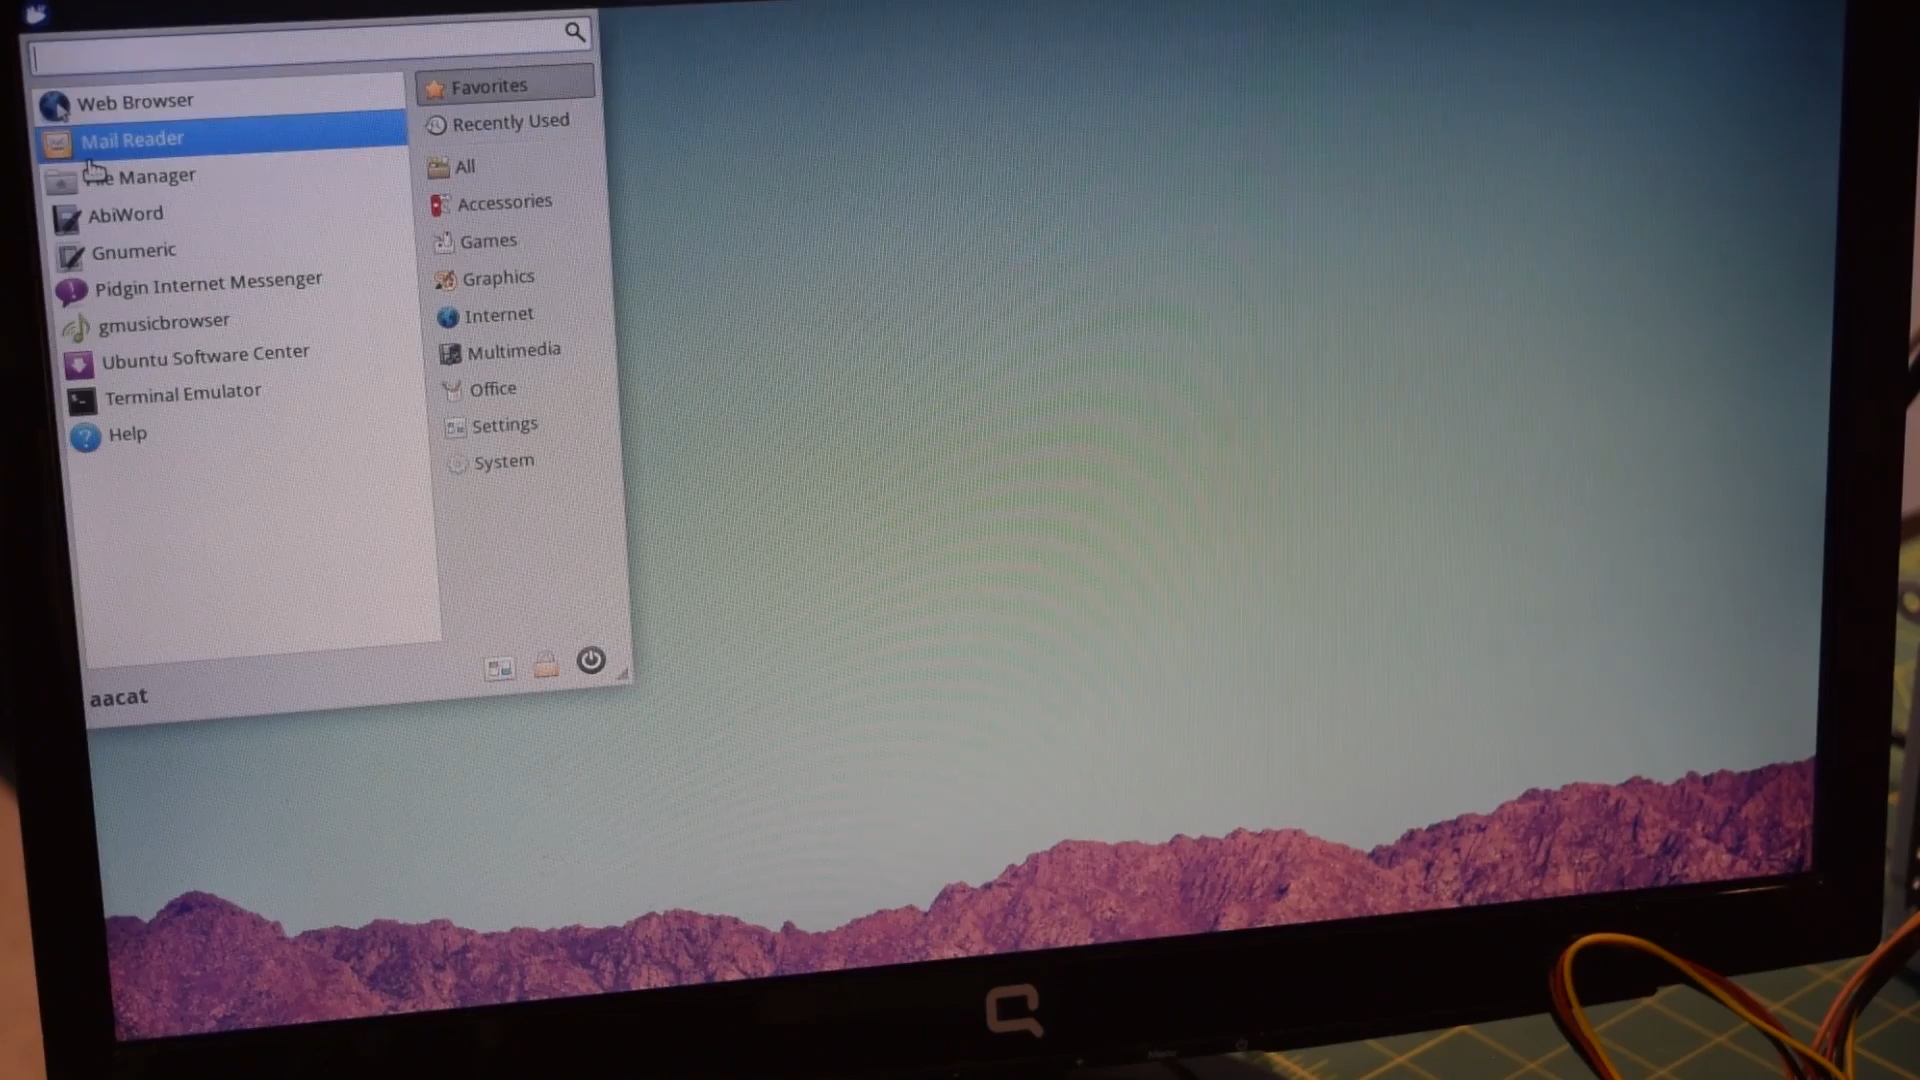 Web Browser
Mail Reader
Manager
AbiWord
Gnumeric
Pidgin Internet Messenger
gmusicbrowser
Ubuntu Software Center
Terminal Emulator
Help
Favorites
Recently Used
All
Accessories
Games
Graphics
Internet
Multimedia
Office
Settings
System
aacat
Menu